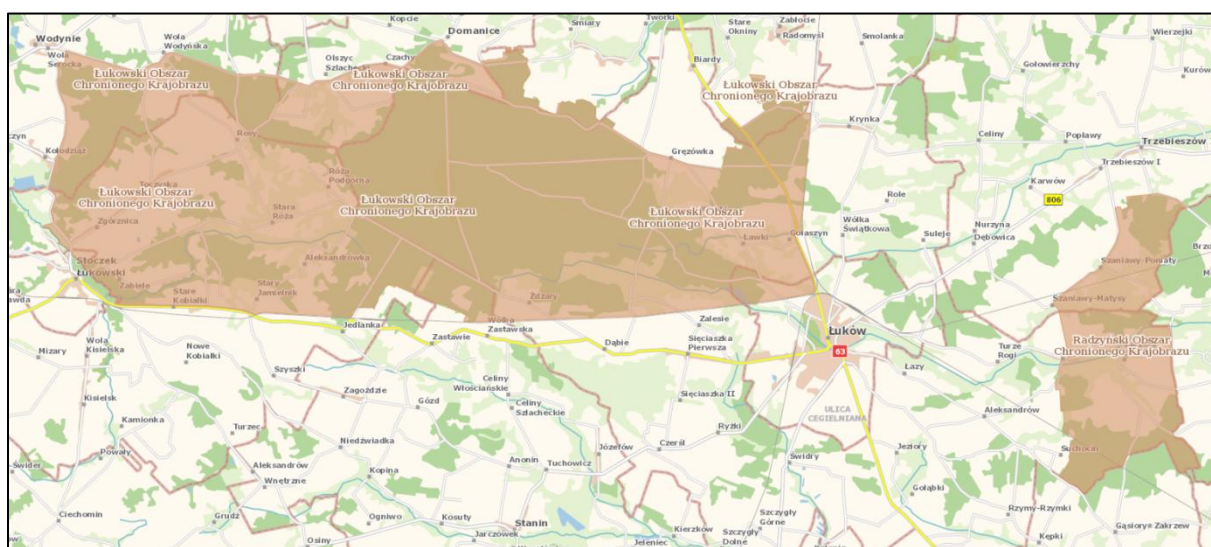 Wodynie
Wola
Serocka
Wola
Wodyńska
Kopcie
Olszyc
Szlachecki
Czachy
Domanice
Smiary
Tworki
Biardy
Stare
Okniny
Zabłocie
Radomyśl
Smolanka
Gołowierzchy
Wierzejki
Kurów
Łukowski Obszar
Chronionego Krajobrazu
Łukowski Obszar
Chronionego Krajobrazu
Łukowski Obszar
Chronionego Krajobrazu
Kołodziąż
Rosy
Krynka
Celiny
Popławy
Trzebieszów
Trzebieszów I
Gręzówka
Róża
Podgórna
Toczyska
Łukowski Obszar
Chronionego Krajobrazu
Łukowski Obszar
Chronionego Krajobrazu
Łukowski Obszar
Chronionego Krajobrazu
Karwów
806
Role
Zgórznica
Stara
Róża
Ławki
Gołaszyn
Wólka
Świątkowa
Suleje
Nurzyna
Dębowica
Aleksandrówka
Szaniawy-Poniaty
Stoczek
Łukowski
Zabiele
Stare
Kobiałki
Stary
Jamielnik
Żdżary
Szaniawy-Matysy
Jedlanka
Zastawie
Zastawska
Wólka
Dąbie
Zalesie
Sięciaszka
Pierwsza
Łuków
63
Łazy
Turze
Rogi
Radzyński Obszar
Chronionego Krajobrazu
Mizary
Wola
Kisielska
Nowe
Kobiałki
Szyszki
Zagoździe
Celiny
Włościańskie
Gózd
Celiny
Szlacheckie
Sięciaszka II
ULICA
CEGIELNIANA
Aleksandrów
Kisielsk
Kamionka
Turzec
Niedźwiadka
Ryżki
Powały
Świder
Aleksandrów
Wnętrzne
Kopina
Anonin
Tuchowicz
Józefów
Czerśl
Świdry
Jeziory
Suchocin
Gołąbki
Ciechomin
Grudź
Osiny
Ogniwo
Kosuty
Jarczówek
Stanin
Jeleniec
Kierzków
Szczygły
Górne
Szczygły
Dolne
Rzymy-Rzymki
Kępki
Gąsiory
Zakrzew